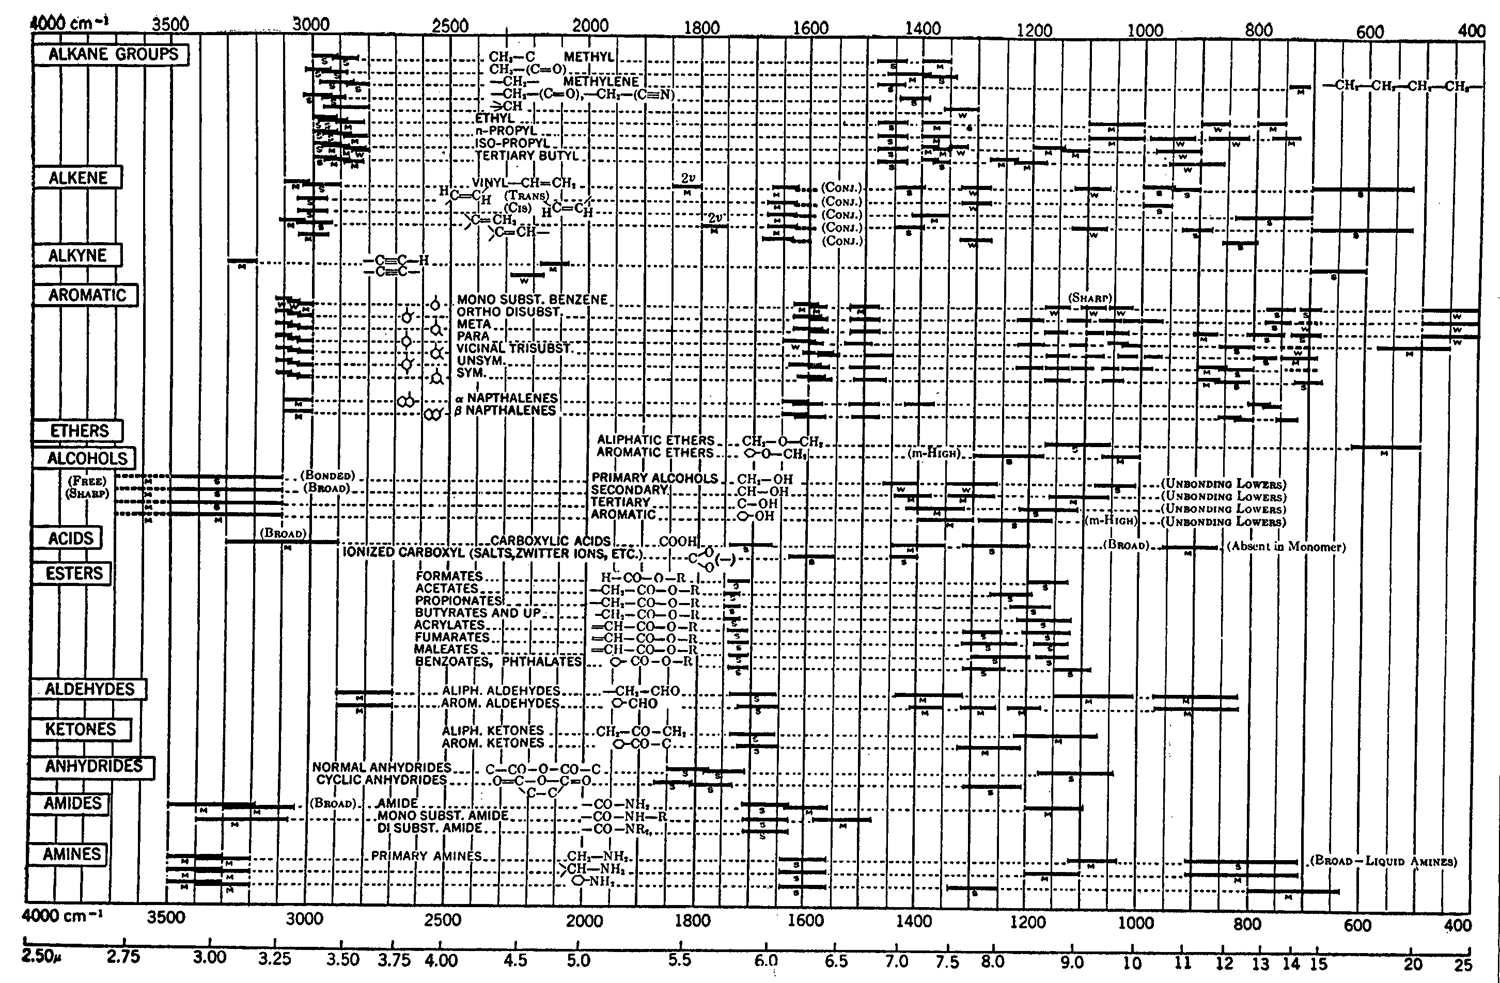 4000 cm⁻¹ 3500 3000 2500 2000 1800 1600 1400 1200 1000 800 600 400
ALKANE GROUPS
CH₃—C METHYL
CH₃—(C=O)
—CH₂— METHYLENE
—CH₂—(C=O), —CH₂—(C≡N)
—CH₂—CH₂—CH₂—CH₂—
CH
ETHYL
n-PROPYL
ISO-PROPYL
TERTIARY BUTYL
ALKENE
VINYL—CH=CH₂ 2ν (CONJ.)
(TRANS) (CONJ.)
(CIS) (CONJ.)
C=CH₂ 2ν (CONJ.)
C=CH— (CONJ.)
ALKYNE
—C≡C—H
—C≡C—
AROMATIC
MONO SUBST. BENZENE (SHARP)
ORTHO DISUBST.
META
PARA
VICINAL TRISUBST.
UNSYM.
SYM.
α NAPTHALENES
β NAPTHALENES
ETHERS
ALIPHATIC ETHERS CH₂—O—CH₂
AROMATIC ETHERS O—CH₂ (m-HIGH)
ALCOHOLS
(FREE) (BONDED) PRIMARY ALCOHOLS CH₂—OH (UNBONDING LOWERS)
(SHARP) (BROAD) SECONDARY CH—OH (UNBONDING LOWERS)
TERTIARY C—OH (UNBONDING LOWERS)
AROMATIC OH (m-HIGH) (UNBONDING LOWERS)
ACIDS
(BROAD) CARBOXYLIC ACIDS COOH (BROAD) (Absent in Monomer)
IONIZED CARBOXYL (SALTS, ZWITTER IONS, ETC.) C O O (—)
ESTERS
FORMATES H—CO—O—R
ACETATES —CH₃—CO—O—R
PROPIONATES —CH₂—CO—O—R
BUTYRATES AND UP —CH₂—CO—O—R
ACRYLATES =CH—CO—O—R
FUMARATES =CH—CO—O—R
MALEATES =CH—CO—O—R
BENZOATES, PHTHALATES CO—O—R
ALDEHYDES
ALIPH. ALDEHYDES —CH₂—CHO
AROM. ALDEHYDES CHO
KETONES
ALIPH. KETONES CH₂—CO—CH₂
AROM. KETONES CO—C
ANHYDRIDES
NORMAL ANHYDRIDES C—CO—O—CO—C
CYCLIC ANHYDRIDES O=C—O—C=O
C—C
AMIDES
(BROAD) AMIDE —CO—NH₂
MONO SUBST. AMIDE —CO—NH—R
DI SUBST. AMIDE —CO—NR₂
AMINES
PRIMARY AMINES CH₂—NH₂ (BROAD—LIQUID AMINES)
CH—NH₂
NH₂
4000 cm⁻¹ 3500 3000 2500 2000 1800 1600 1400 1200 1000 800 600 400
2.50μ 2.75 3.00 3.25 3.50 3.75 4.00 4.5 5.0 5.5 6.0 6.5 7.0 7.5 8.0 9.0 10 11 12 13 14 15 20 25